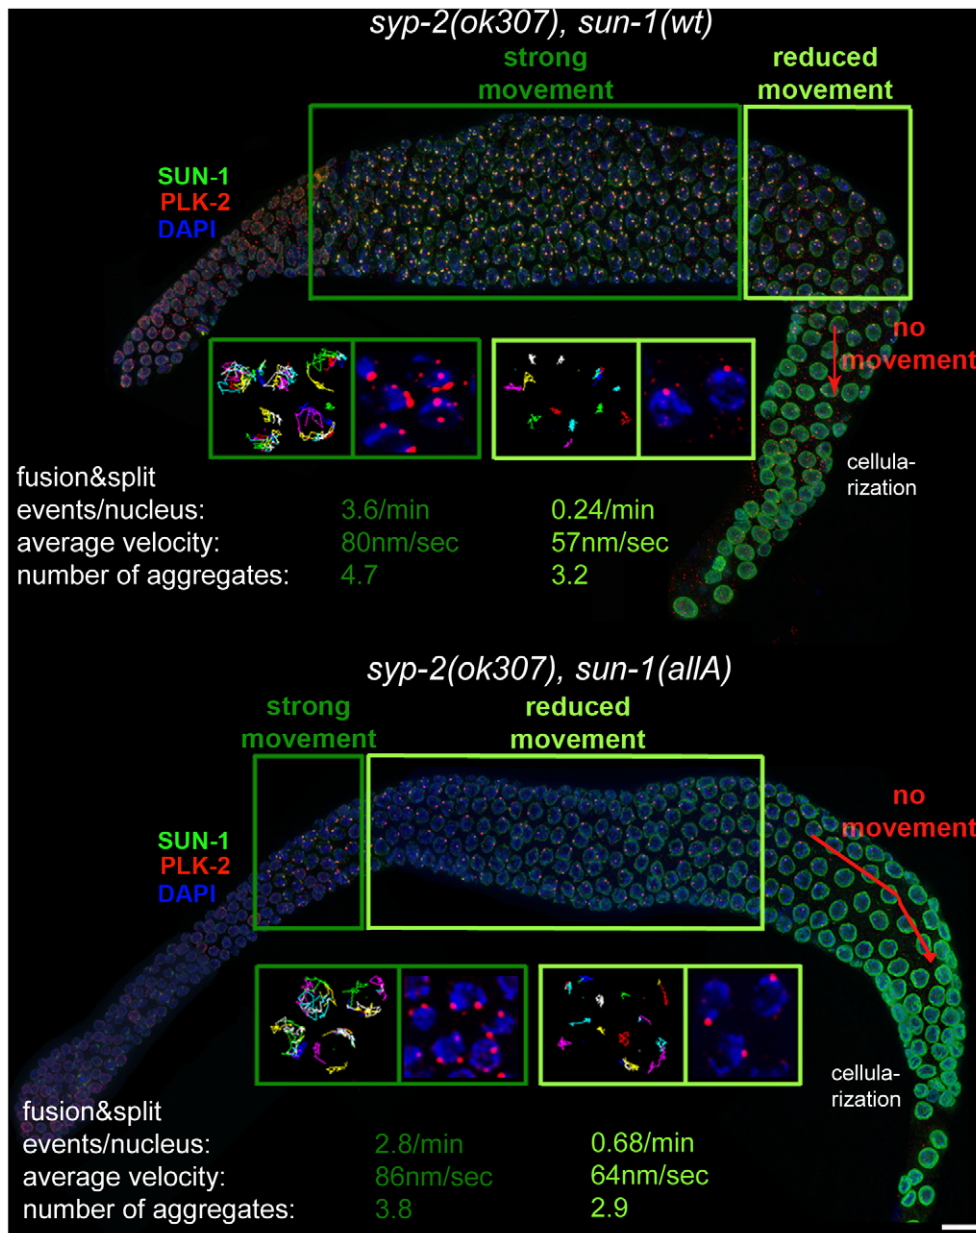 syp-2(ok307), sun-1(wt)
strong movement
reduced movement
SUN-1
PLK-2
DAPI
no movement
cellula-
rization
fusion&split
events/nucleus: 3.6/min 0.24/min
average velocity: 80nm/sec 57nm/sec
number of aggregates: 4.7 3.2
syp-2(ok307), sun-1(allA)
strong movement
reduced movement
no movement
SUN-1
PLK-2
DAPI
cellula-
rization
fusion&split
events/nucleus: 2.8/min 0.68/min
average velocity: 86nm/sec 64nm/sec
number of aggregates: 3.8 2.9